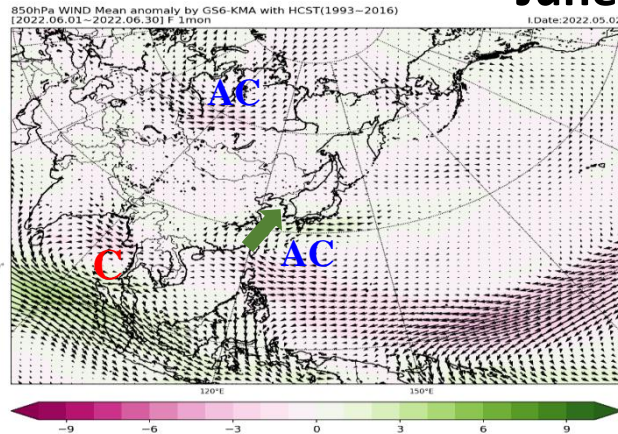 June
850hPa WIND Mean anomaly by GS6-KMA with HCST(1993~2016)
[2022.06.01~2022.06.30] F 1mon I.Date:2022.05.02
AC
AC
C
120°E 150°E
−9 −6 −3 0 3 6 9